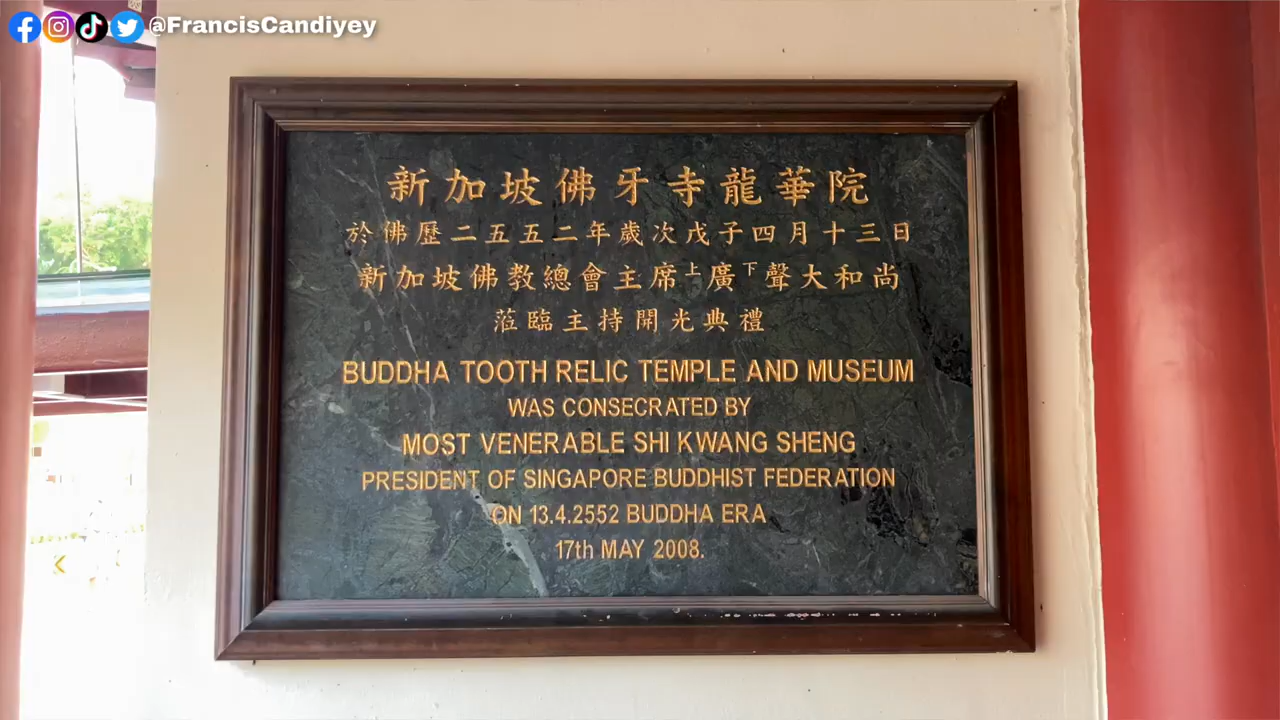 @FrancisCandiyey
新加坡佛牙寺龍華院
於佛歷二五五二年歲次戊子四月十三日
新加坡佛教總會主席上廣下聲大和尚
蒞臨主持開光典禮
BUDDHA TOOTH RELIC TEMPLE AND MUSEUM
WAS CONSECRATED BY
MOST VENERABLE SHI KWANG SHENG
PRESIDENT OF SINGAPORE BUDDHIST FEDERATION
ON 13.4.2552 BUDDHA ERA
17th MAY 2008.